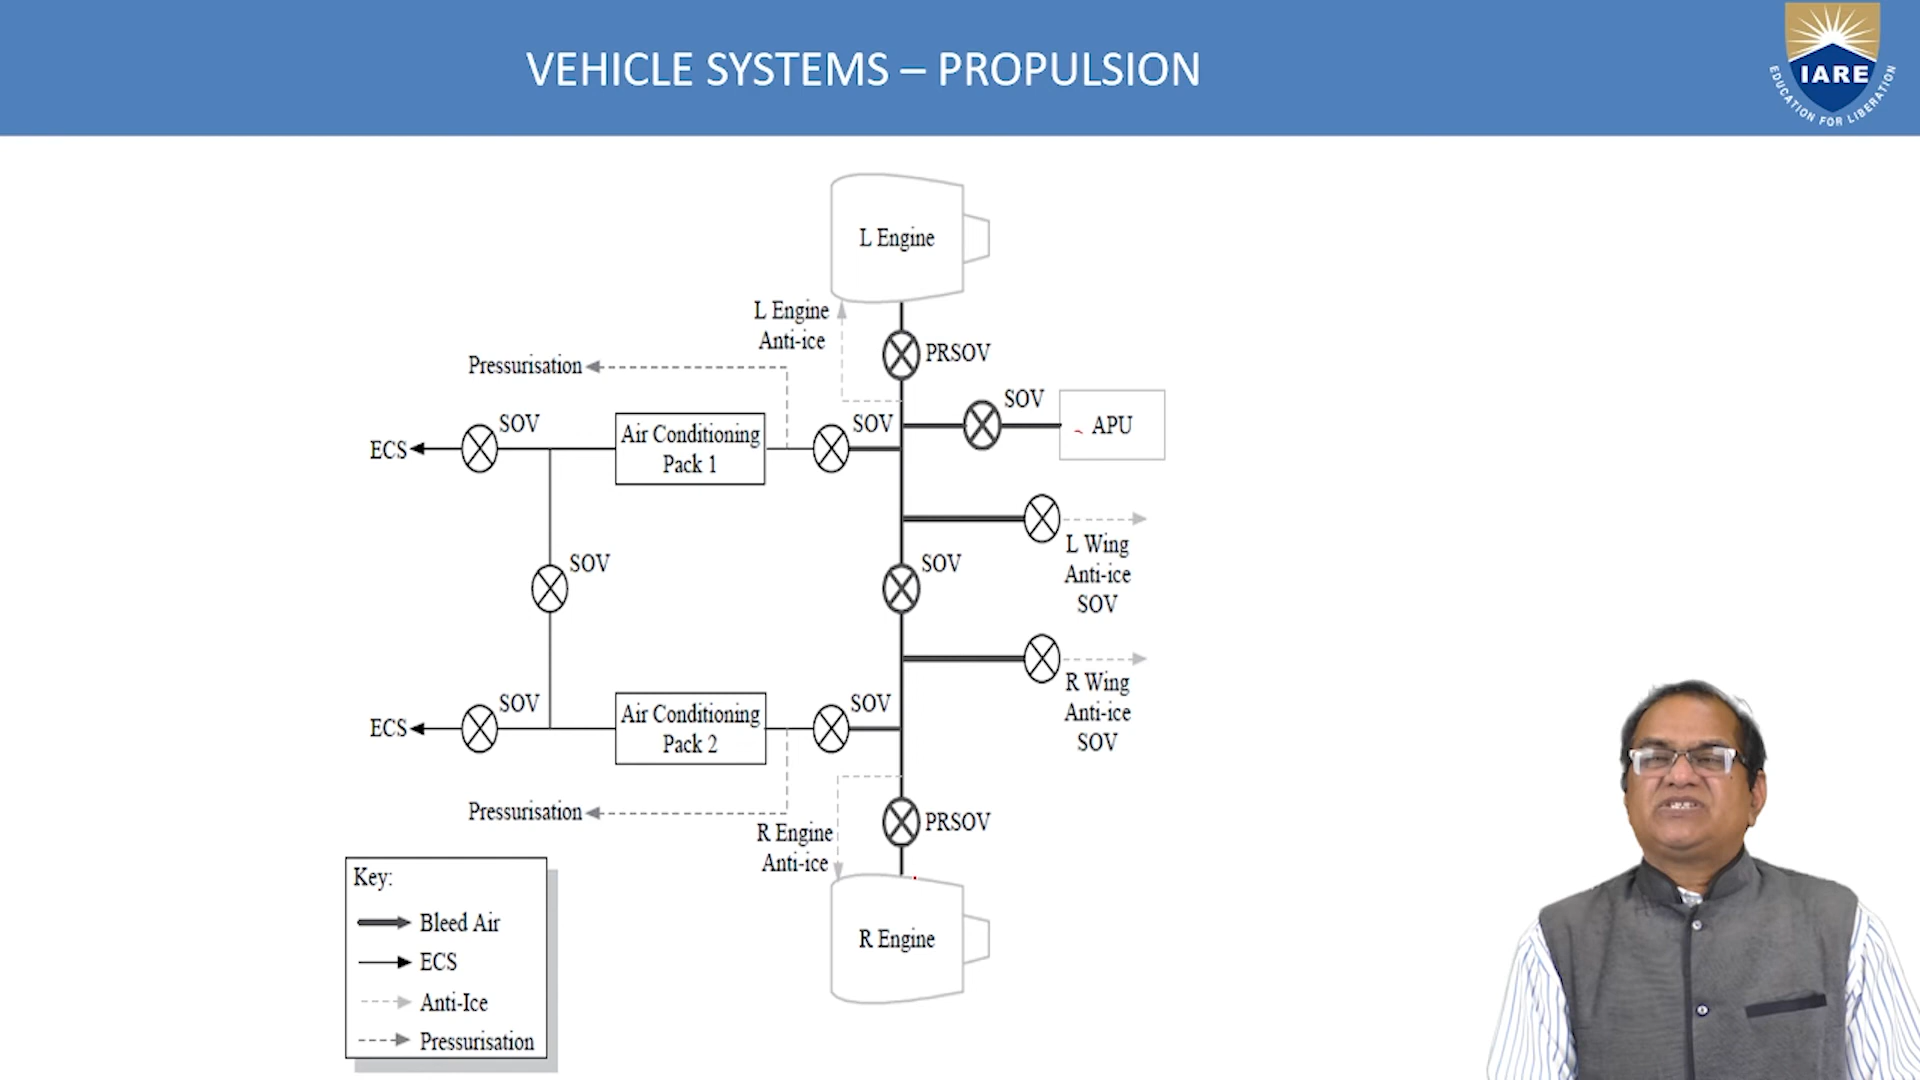 VEHICLE SYSTEMS – PROPULSION
IARE
EDUCATION FOR LIBERATION
L Engine
L Engine
Anti-ice
PRSOV
Pressurisation
SOV
APU
SOV
SOV
ECS
Air Conditioning
Pack 1
L Wing
Anti-ice
SOV
SOV
SOV
R Wing
Anti-ice
SOV
SOV
SOV
ECS
Air Conditioning
Pack 2
Pressurisation
PRSOV
R Engine
Anti-ice
R Engine
Key:
Bleed Air
ECS
Anti-Ice
Pressurisation